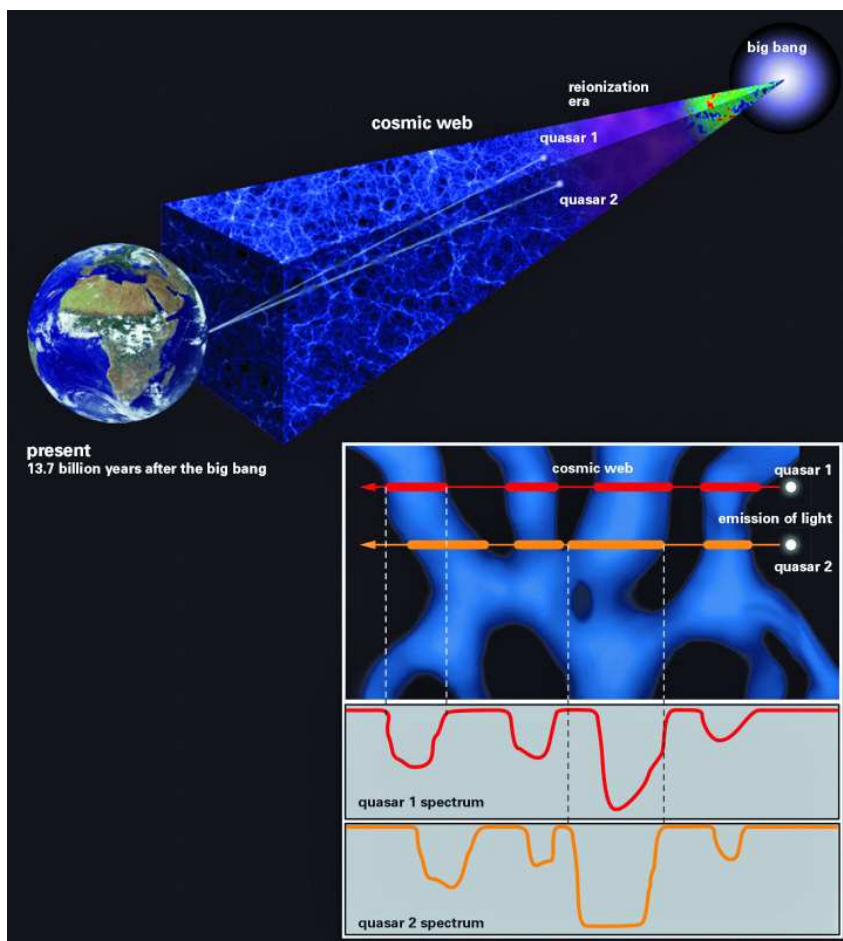 big bang
reionization
era
cosmic web
quasar 1
quasar 2
present
13.7 billion years after the big bang
cosmic web
quasar 1
emission of light
quasar 2
quasar 1 spectrum
quasar 2 spectrum